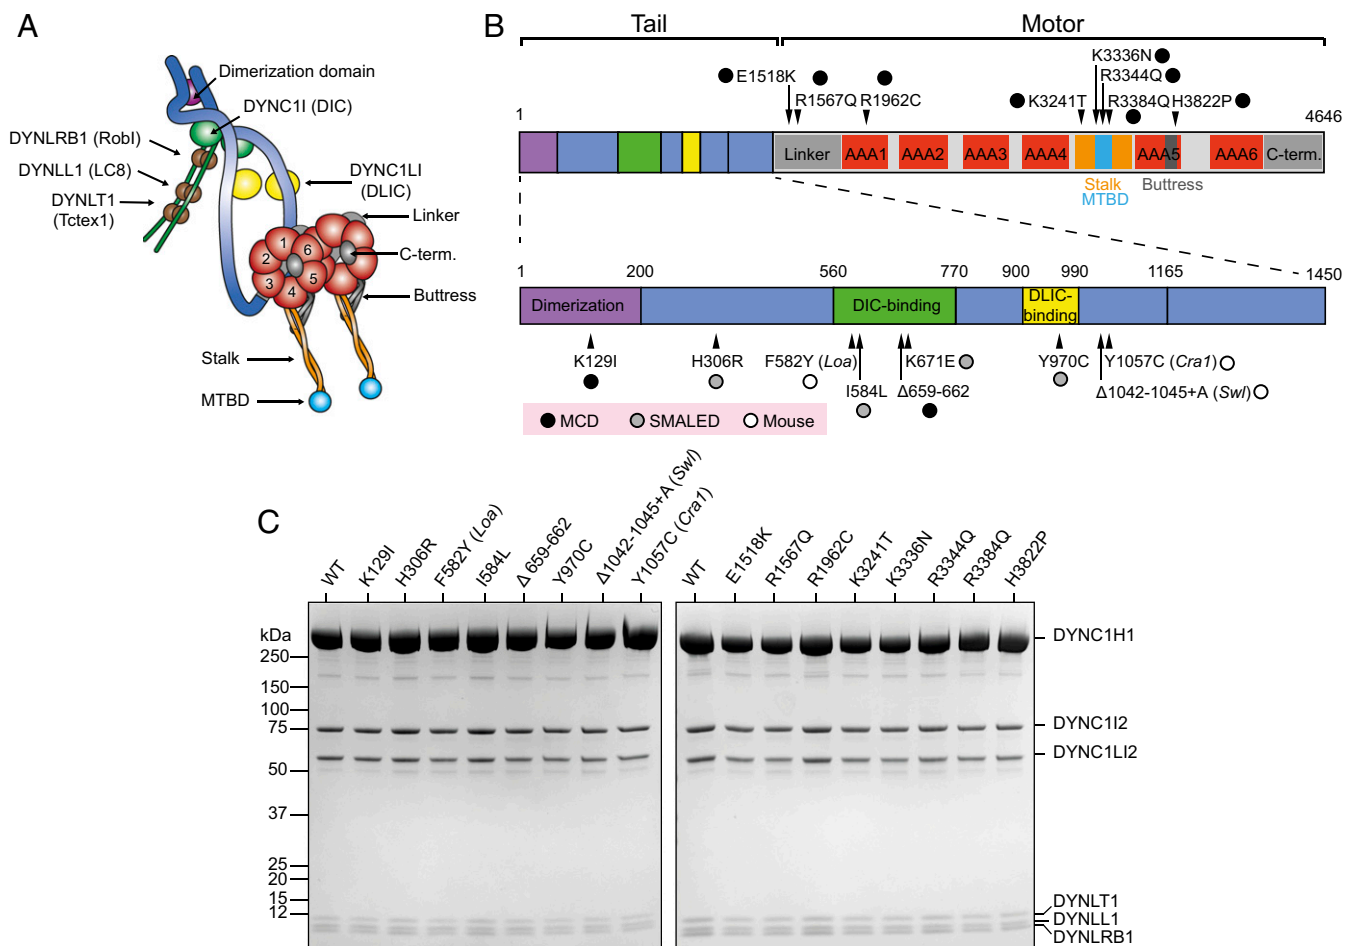 A
Dimerization domain
DYNC1I (DIC)
DYNLRB1 (Robl)
DYNLL1 (LC8)
DYNLT1
(Tctex1)
DYNC1LI
(DLIC)
Linker
C-term.
Buttress
Stalk
MTBD
1
2
3
4
5
6
B
Tail
Motor
E1518K
R1567Q
R1962C
K3241T
K3336N
R3344Q
R3384Q
H3822P
1
4646
Linker
AAA1
AAA2
AAA3
AAA4
AAA5
AAA6
C-term.
Stalk
MTBD
Buttress
1
200
560
770
900
990
1165
1450
Dimerization
DIC-binding
DLIC-
binding
K129I
H306R
F582Y (Loa)
I584L
K671E
Δ659-662
Y970C
Y1057C (Cra1)
Δ1042-1045+A (Swl)
MCD
SMALED
Mouse
C
WT
K129I
H306R
F582Y (Loa)
I584L
Δ 659-662
Y970C
Δ1042-1045+A (Swl)
Y1057C (Cra1)
WT
E1518K
R1567Q
R1962C
K3241T
K3336N
R3344Q
R3384Q
H3822P
kDa
250
150
100
75
50
37
25
20
15
12
DYNC1H1
DYNC1I2
DYNC1LI2
DYNLT1
DYNLL1
DYNLRB1